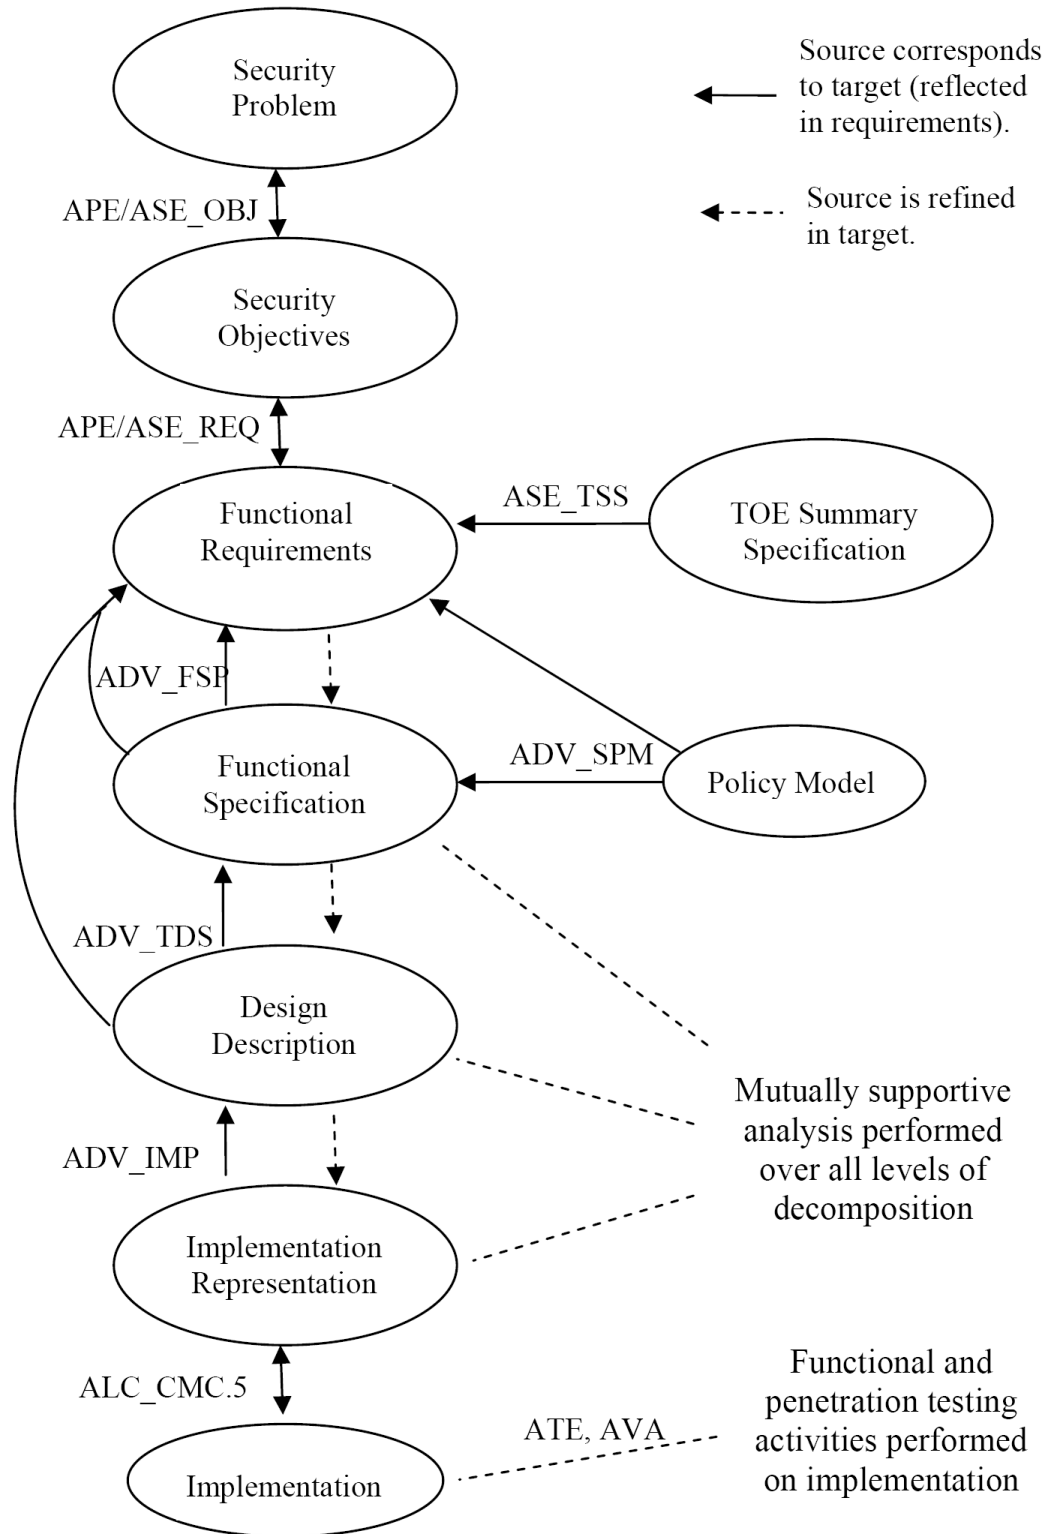 Security
Problem
Source corresponds
to target (reflected
in requirements).
APE/ASE_OBJ
Source is refined
in target.
Security
Objectives
APE/ASE_REQ
Functional
Requirements
ASE_TSS
TOE Summary
Specification
ADV_FSP
Functional
Specification
ADV_SPM
Policy Model
ADV_TDS
Design
Description
Mutually supportive
analysis performed
over all levels of
decomposition
ADV_IMP
Implementation
Representation
ALC_CMC.5
Functional and
penetration testing
activities performed
on implementation
ATE, AVA
Implementation